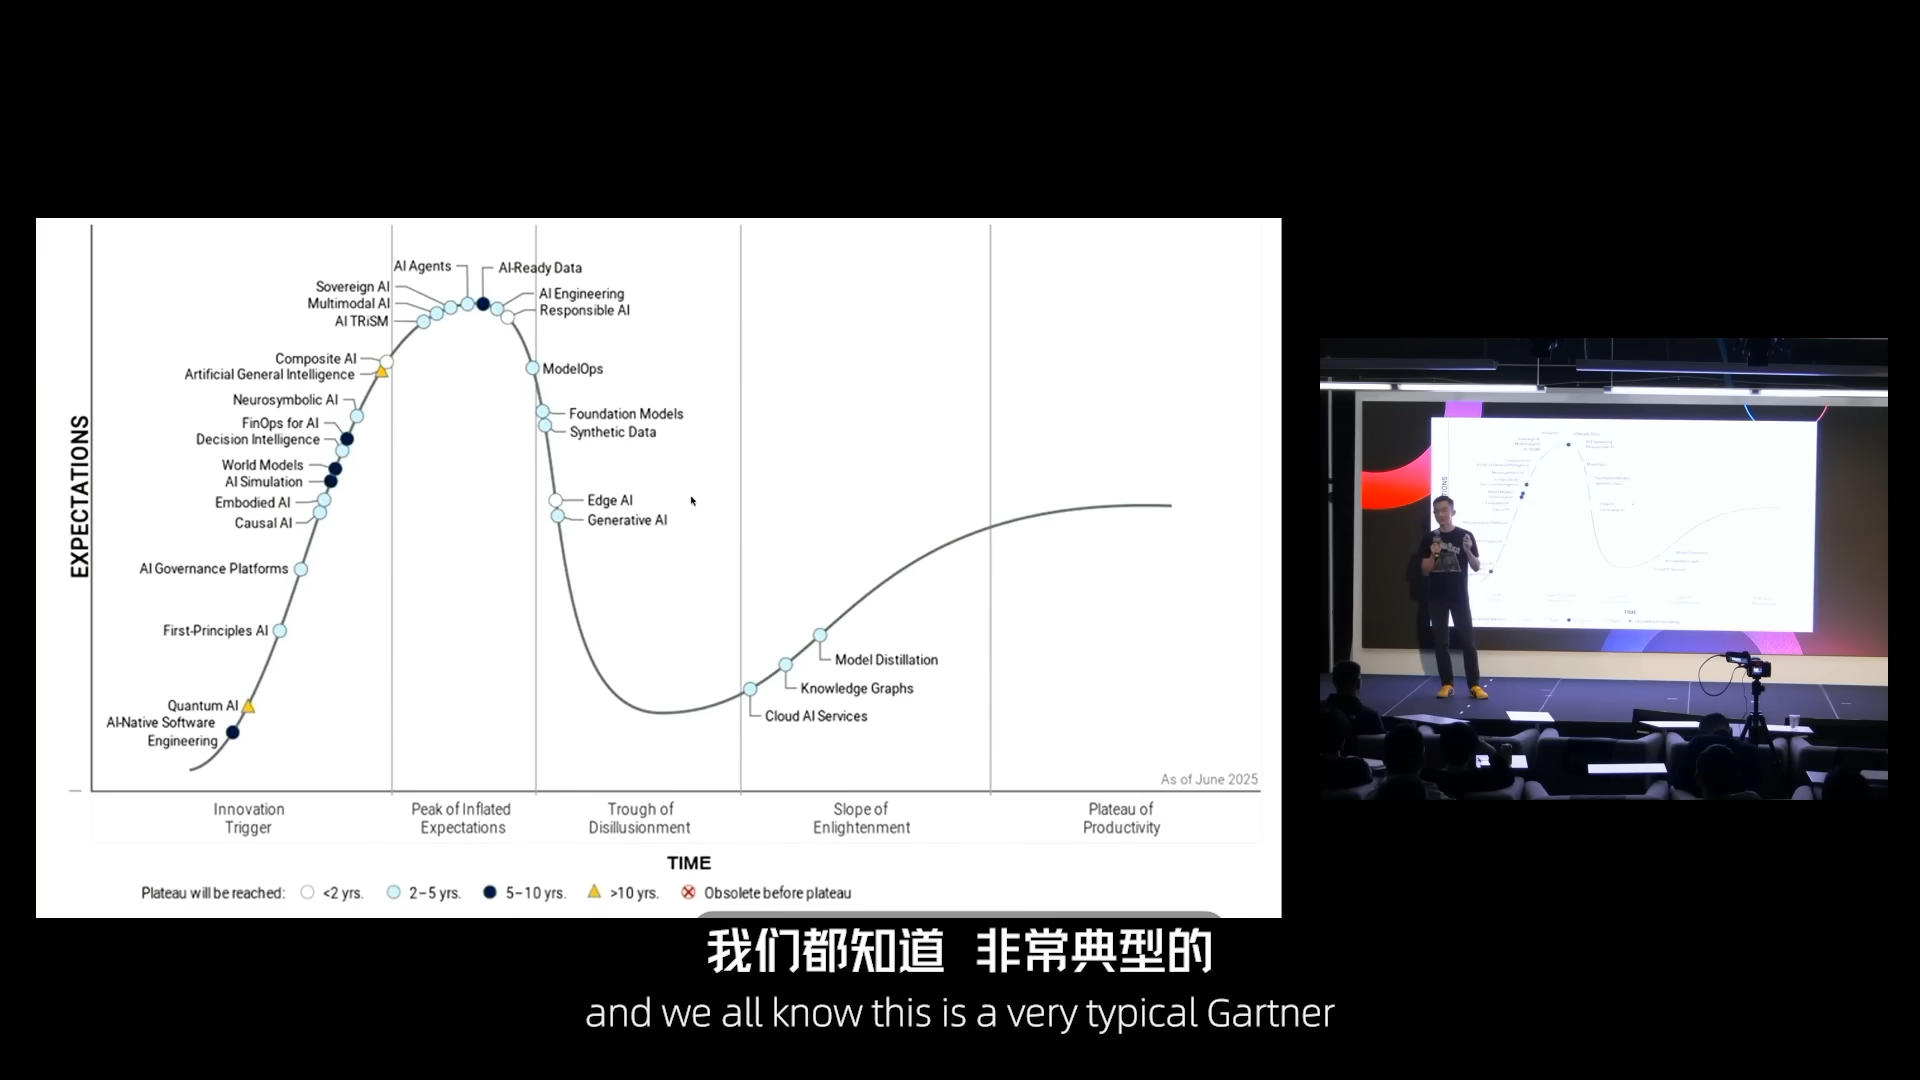 AI Agents
AI-Ready Data
Sovereign AI
AI Engineering
Multimodal AI
Responsible AI
AI TRiSM
Composite AI
Artificial General Intelligence
ModelOps
Neurosymbolic AI
Foundation Models
FinOps for AI
Synthetic Data
Decision Intelligence
World Models
AI Simulation
Embodied AI
Edge AI
Causal AI
Generative AI
AI Governance Platforms
First-Principles AI
Model Distillation
Knowledge Graphs
Quantum AI
Cloud AI Services
AI-Native Software
Engineering
EXPECTATIONS
As of June 2025
Innovation
Trigger
Peak of Inflated
Expectations
Trough of
Disillusionment
Slope of
Enlightenment
Plateau of
Productivity
TIME
Plateau will be reached: <2 yrs. 2–5 yrs. 5–10 yrs. >10 yrs. Obsolete before plateau
TIME
我们都知道 非常典型的
and we all know this is a very typical Gartner